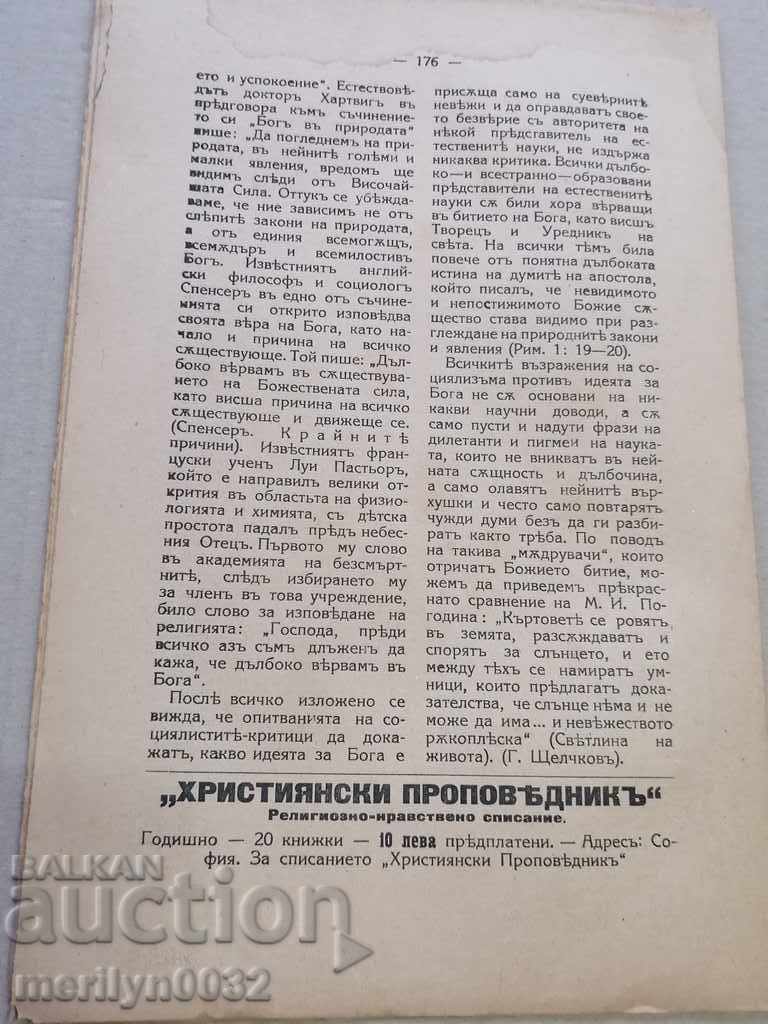 — 176 —
ето и успокоение“. Естествовѣ-
дътъ докторъ Хартвигъ въ
прѣдговора къмъ съчинение-
то си „Богъ въ природата“
пише: „Да погледнемъ на при-
родата, въ нейнитѣ голѣми и
малки явления, вредомъ ще
видимъ слѣди отъ Височай-
шата Сила. Оттукъ се убѣжда-
ваме, че ние зависимъ не отъ
слѣпитѣ закони на природата,
а отъ единия всемогѫщъ,
всемѫдъръ и всемилостивъ
Богъ. Извѣстниятъ англий-
ски философъ и социологъ
Спенсеръ въ едно отъ съчине-
нията си открито изповѣдва
своята вѣра на Бога, като на-
чало и причина на всичко
сѫществующе. Той пише: „Дъл-
боко вѣрвамъ въ сѫществува-
нието на Божествената сила,
като висша причина на всичко
сѫществующе и движеще се.
(Спенсеръ. Крайнитѣ
причини). Извѣстниятъ фран-
цуски ученъ Луи Пастьоръ,
който е направилъ велики от-
крития въ областьта на физио-
логията и химията, съ дѣтска
простота падалъ прѣдъ небес-
сния Отецъ. Първото му слово
въ академията на безсмърт-
нитѣ, слѣдъ избирането му
за членъ въ това учреждение,
било слово за изповѣдане на
религията: „Господа, прѣди
всичко азъ съмъ длъженъ да
кажа, че дълбоко вѣрвамъ въ
Бога“.
Послѣ всичко изложено се
вижда, че опитванията на со-
циялиститѣ-критици да дока-
жатъ, какво идеята за Бога е
присѫща само на суевѣрнитѣ
невѣжи и да оправдаватъ свое-
то безвѣрие съ авторитета на
нѣкой прѣдставитель на ес-
тественитѣ науки, не издържа
никаква критика. Всички дълбо-
ко—и всестранно—образовани
прѣдставители на естественитѣ
науки сѫ били хора вѣрващи
въ битието на Бога, като висшъ
Творецъ и Уредникъ на
свѣта. На всички тѣмъ била
повече отъ понятна дълбоката
истина на думитѣ на апостола,
който писалъ, че невидимото
и непостижимото Божие сѫ-
щество става видимо при раз-
глеждане на природнитѣ закони
и явления (Рим. 1: 19—20).
Всичкитѣ възражения на со-
циялизъма противъ идеята за
Бога не сѫ основани на ни-
какви научни доводи, а сѫ
само пусти и надути фрази на
дилетанти и пигмеи на наука-
та, които не вникватъ въ ней-
ната сѫщность и дълбочина,
а само олавятъ нейнитѣ вър-
хушки и често само повтарятъ
чужди думи безъ да ги разби-
ратъ както трѣба. По поводъ
на такива „мѫдрувачи“, които
отричатъ Божието битие, мо-
жемъ да приведемъ прѣкрас-
нато сравнение на М. И. По-
година: „Къртоветѣ се ровятъ
въ земята, разсѫждаватъ и
спорятъ за слънцето, и ето
между тѣхъ се намиратъ ум-
ници, които предлагатъ дока-
зателства, че слънце нѣма и не
може да има... и невѣжеството
рѫкоплѣска“ (Свѣтлина на
живота). (Г. Щелчковъ).
„ХРИСТИЯНСКИ ПРОПОВѢДНИКЪ“
Религиозно-нравствено списание.
Годишно — 20 книжки — 10 лева прѣдплатени. — Адресъ: Со-
фия. За списанието „Християнски Проповѣдникъ“
BALKAN
auction
merilyn0032